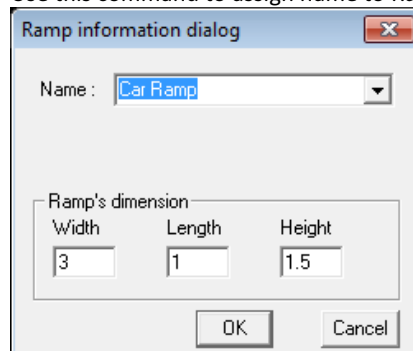 Ramp information dialog
Name : Car Ramp
Ramp's dimension
Width Length Height
3 1 1.5
OK Cancel